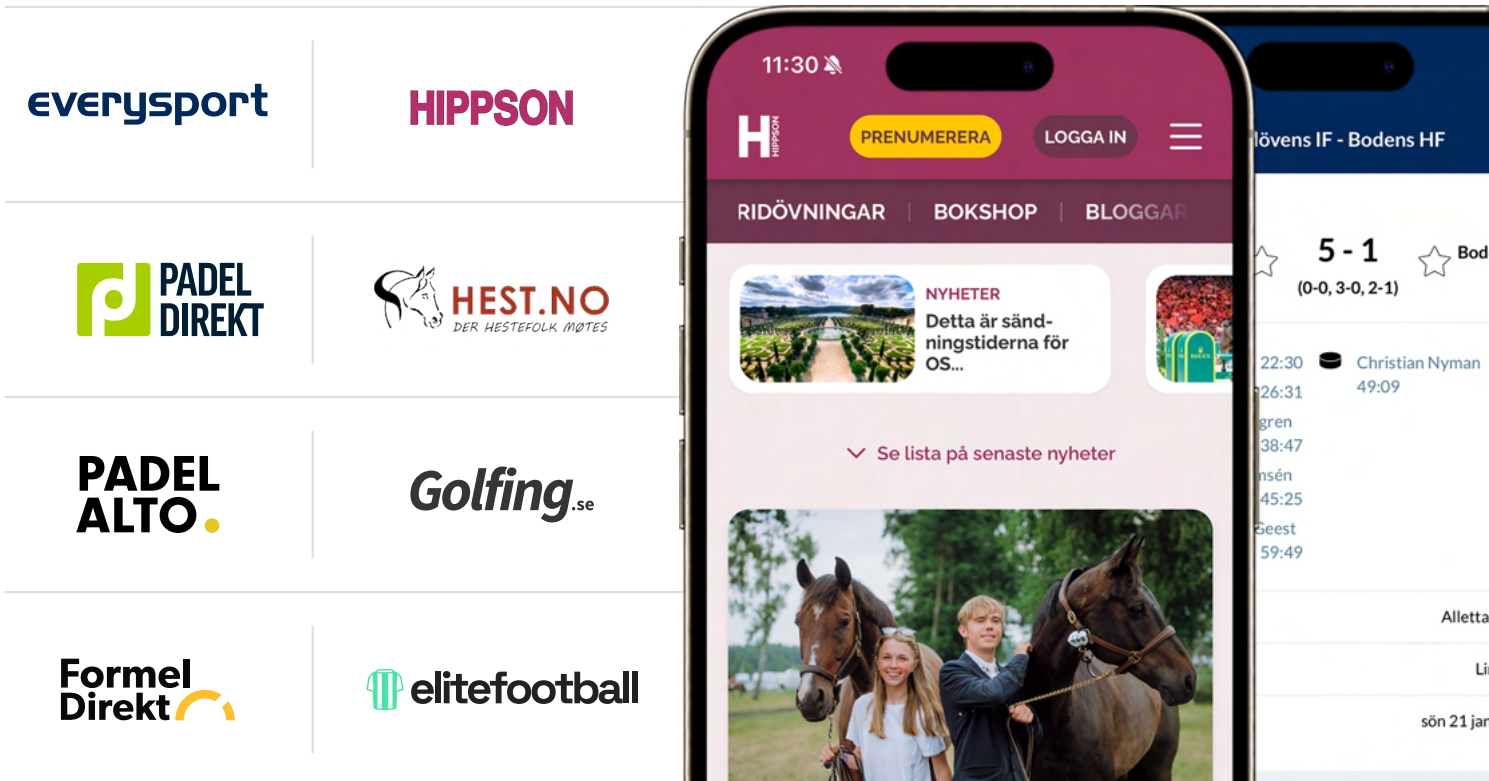 everysport
HIPPSON
PADEL
DIREKT
HEST.NO
DER HESTEFOLK MØTES
PADEL
ALTO.
Golfing.se
Formel
Direkt
elitefootball
11:30
H HIPPSON
PRENUMERERA
LOGGA IN
RIDÖVNINGAR | BOKSHOP | BLOGGAR
NYHETER
Detta är sänd-
ningstiderna för
OS...
ROLEX
Se lista på senaste nyheter
lövens IF - Bodens HF
5 - 1
Bod
(0-0, 3-0, 2-1)
22:30
Christian Nyman
26:31
49:09
gren
38:47
nsén
45:25
Geest
59:49
Alletta
Li
sön 21 jan